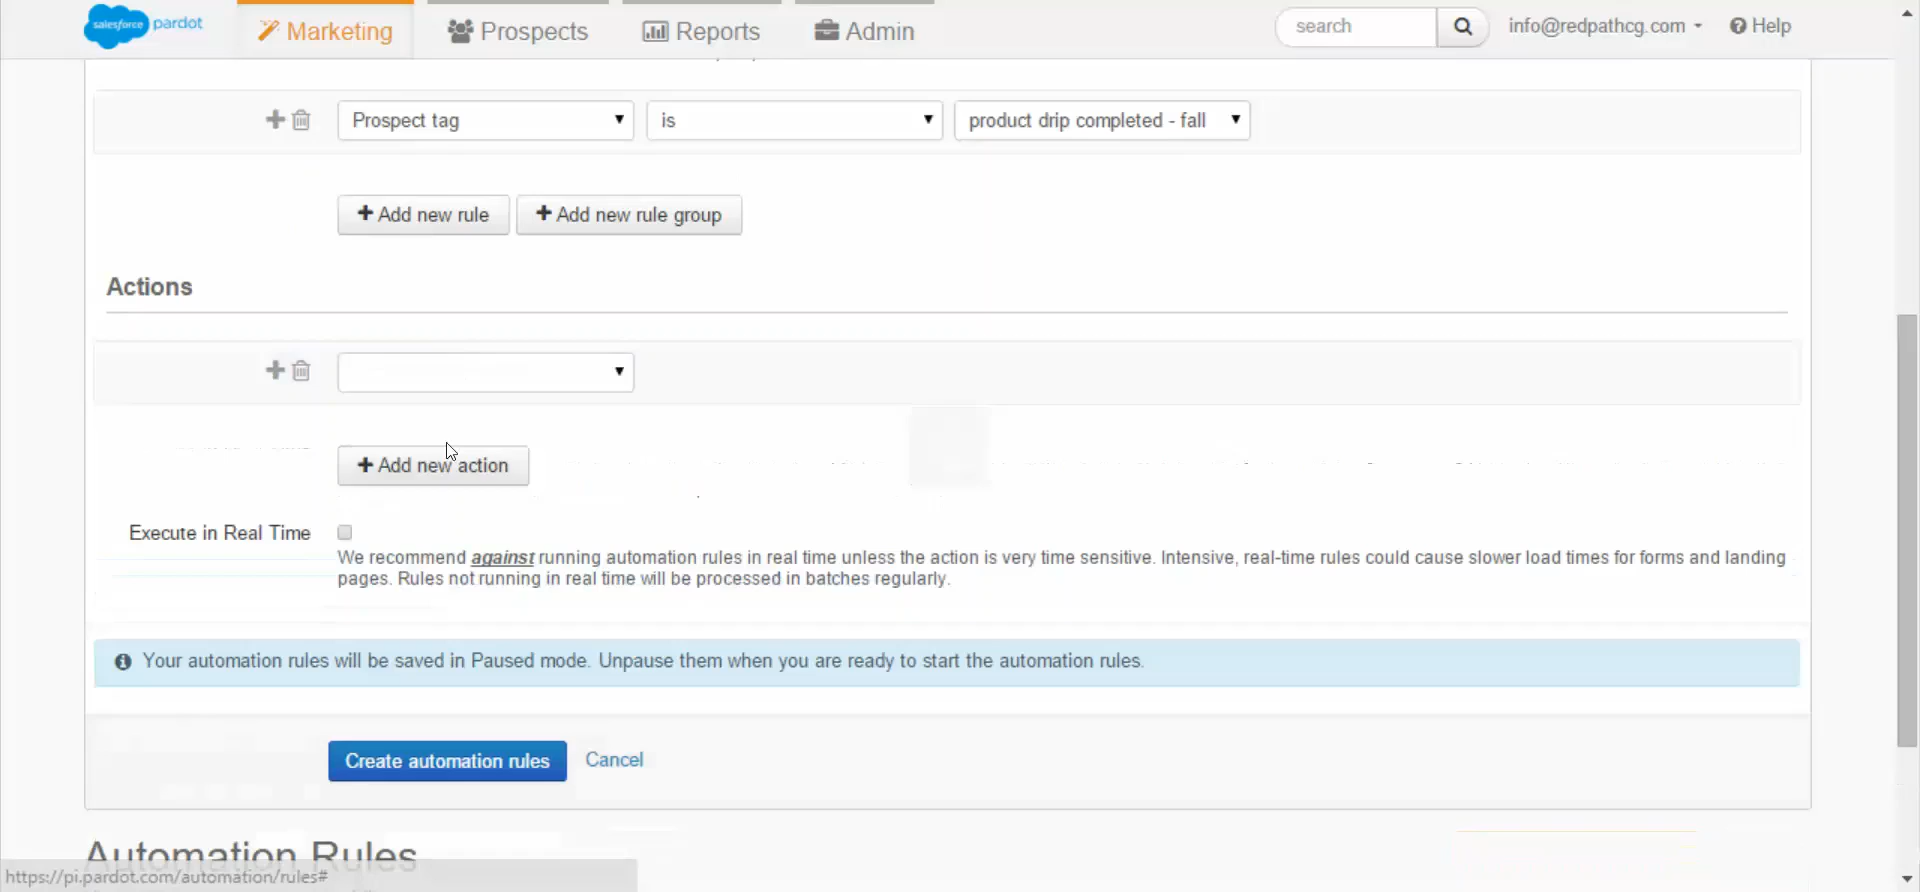 salesforce pardot
Marketing
Prospects
Reports
Admin
search
info@redpathcg.com
Help
Prospect tag
is
product drip completed - fall
Add new rule
Add new rule group
Actions
Add new action
Execute in Real Time
We recommend against running automation rules in real time unless the action is very time sensitive. Intensive, real-time rules could cause slower load times for forms and landing
pages. Rules not running in real time will be processed in batches regularly.
Your automation rules will be saved in Paused mode. Unpause them when you are ready to start the automation rules.
Create automation rules
Cancel
Automation Rules
https://pi.pardot.com/automation/rules#